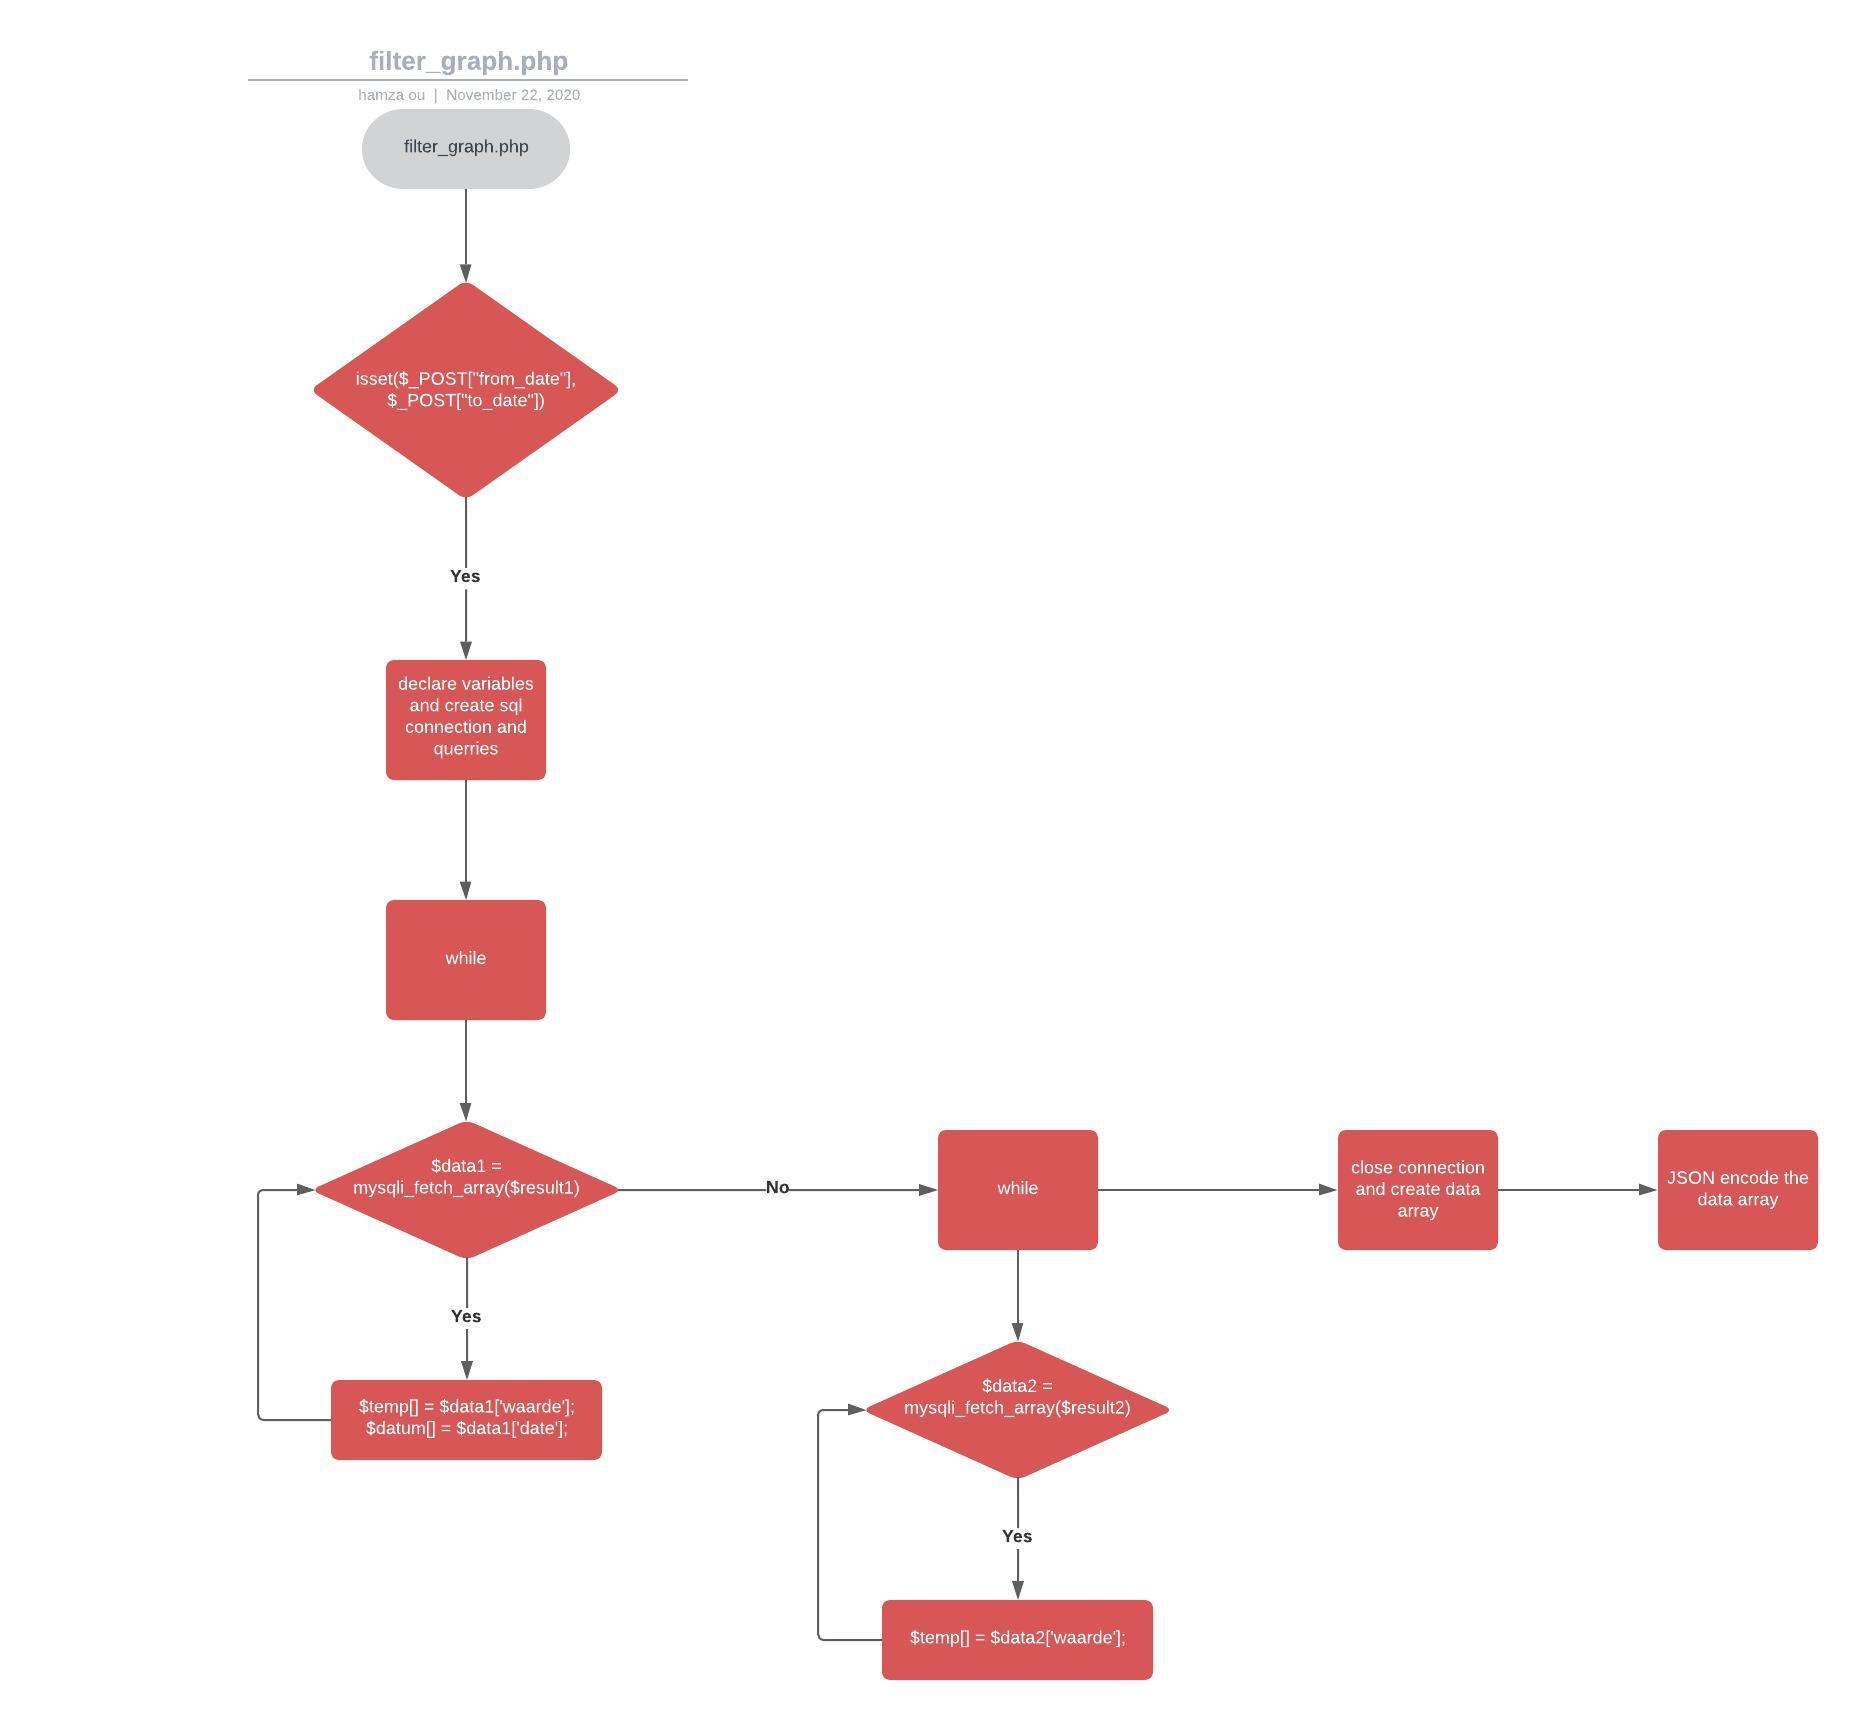 filter_graph.php
hamza ou | November 22, 2020
filter_graph.php
isset($_POST["from_date"],
$_POST["to_date"])
Yes
declare variables
and create sql
connection and
querries
while
$data1 =
mysqli_fetch_array($result1)
No
while
close connection
and create data
array
JSON encode the
data array
Yes
$temp[] = $data1['waarde'];
$datum[] = $data1['date'];
$data2 =
mysqli_fetch_array($result2)
Yes
$temp[] = $data2['waarde'];